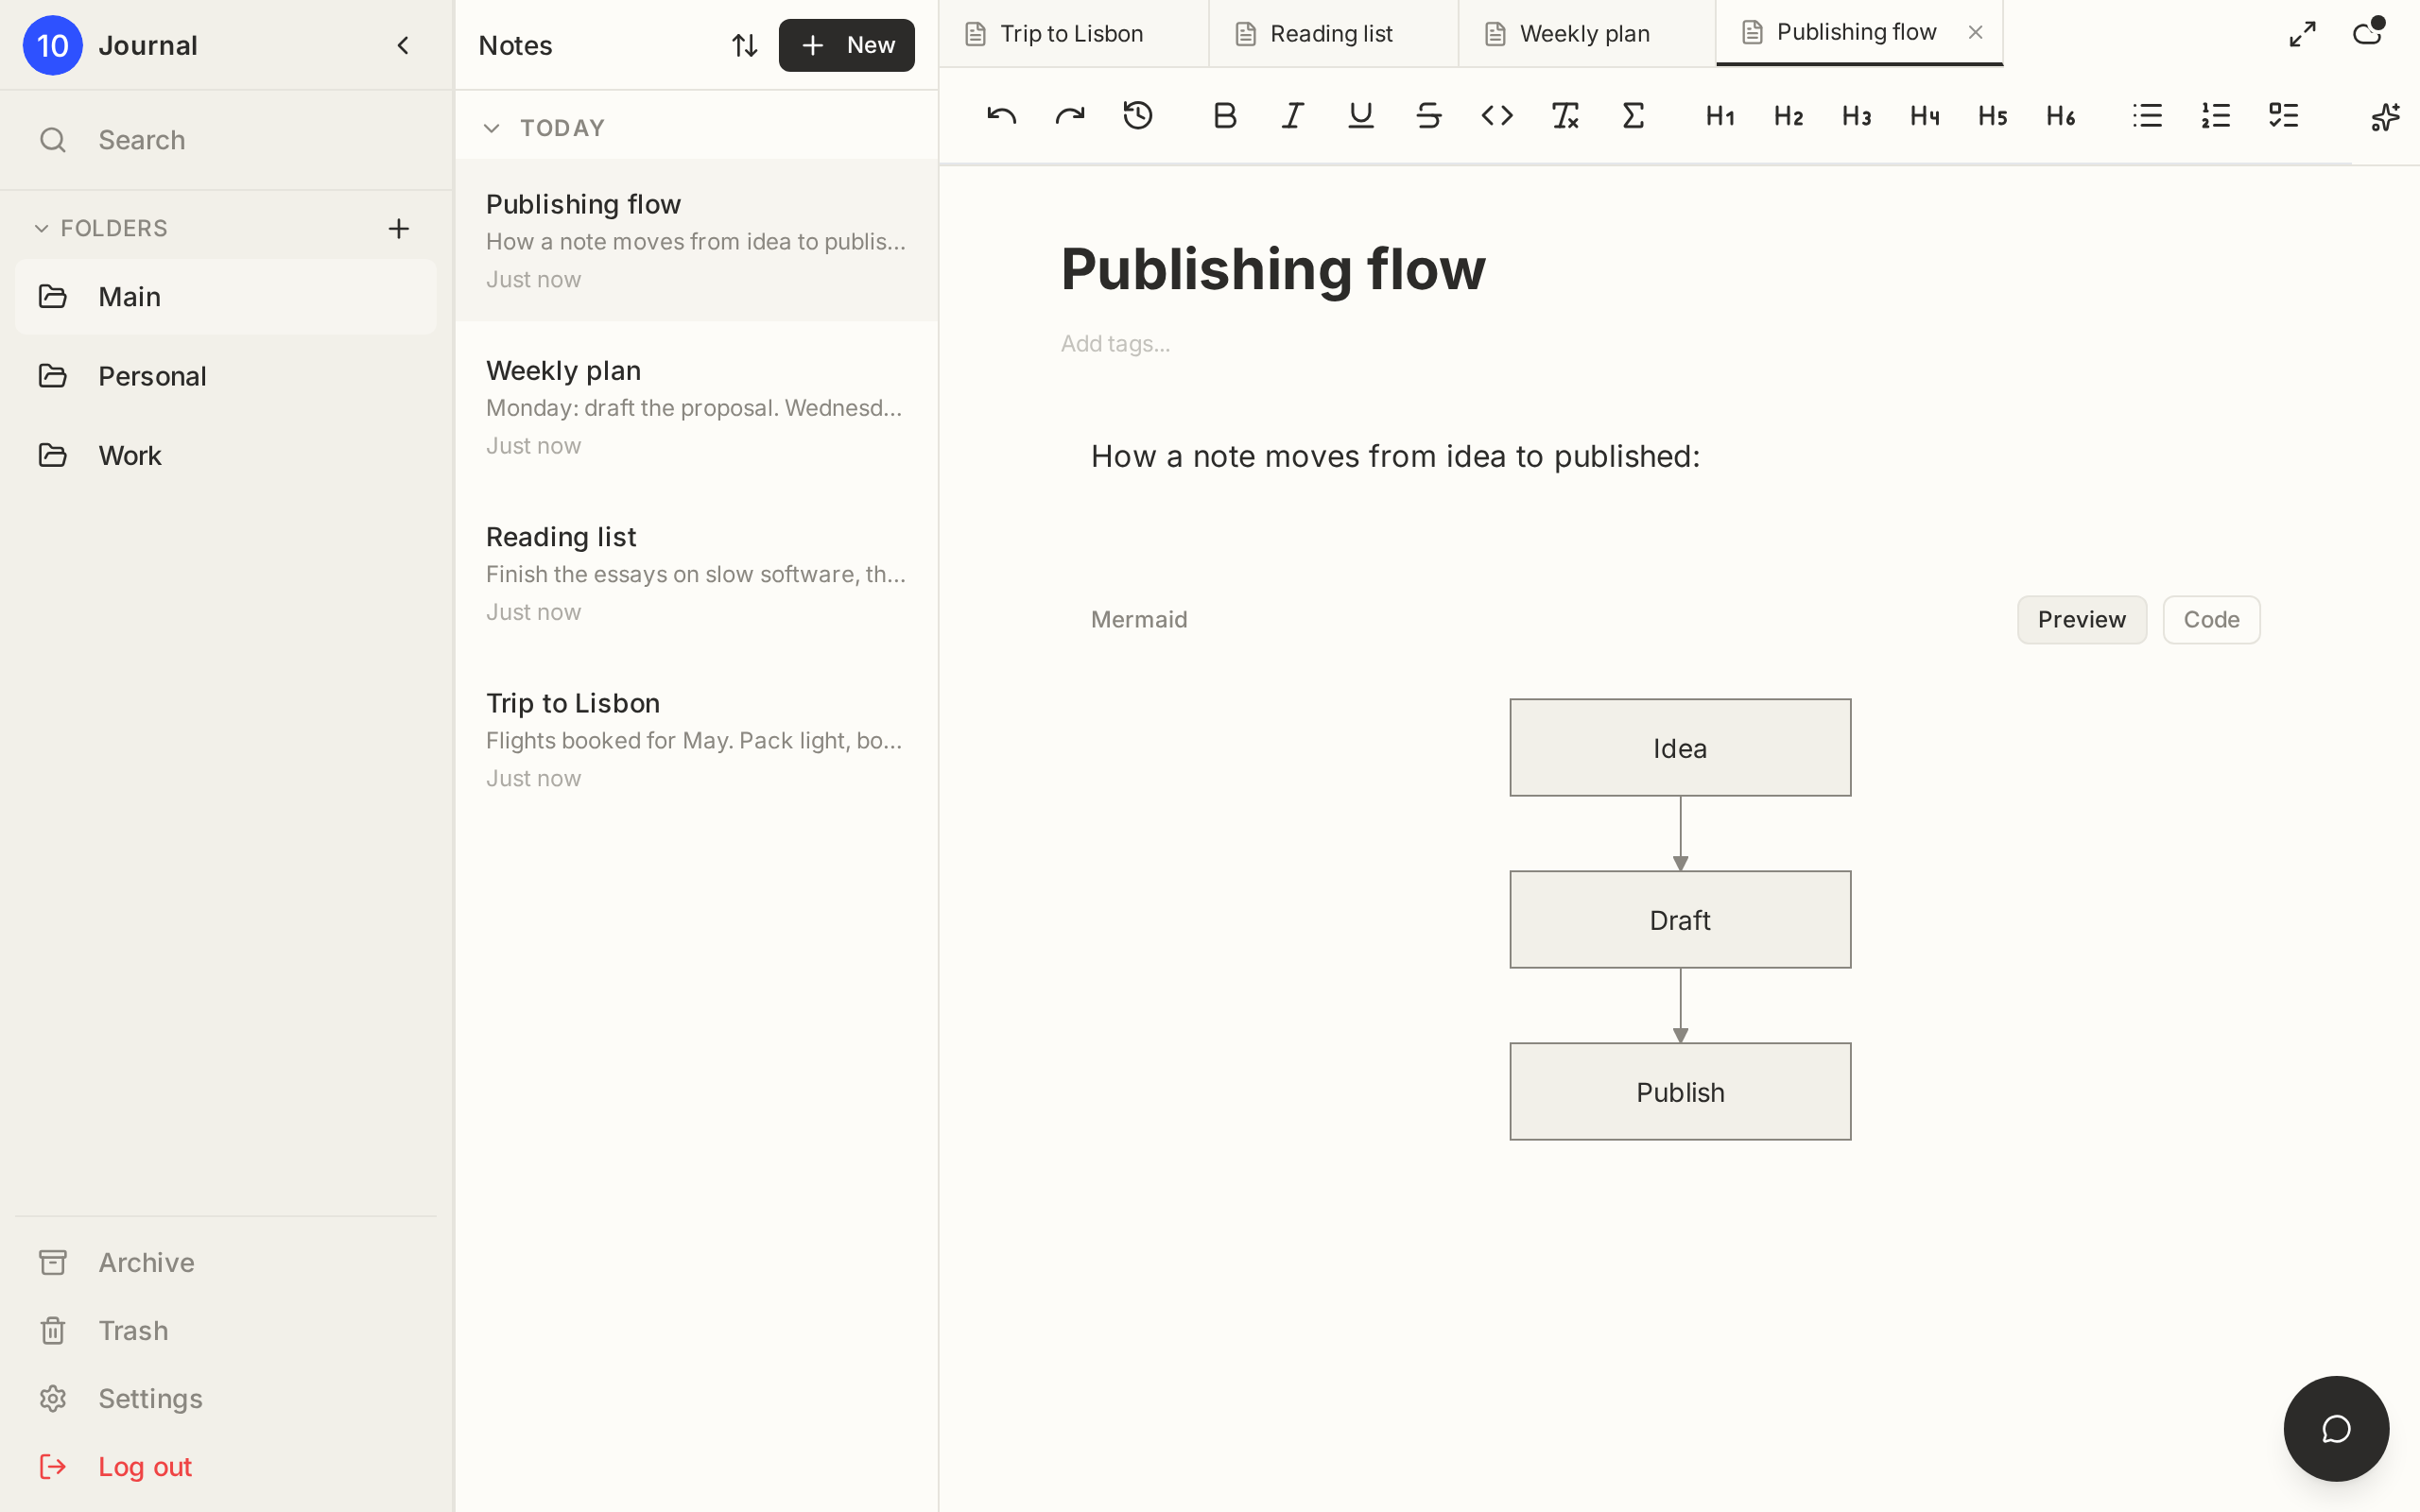 10 Journal
Search
FOLDERS
Main
Personal
Work
Archive
Trash
Settings
Log out
Notes
New
TODAY
Publishing flow
How a note moves from idea to publis...
Just now
Weekly plan
Monday: draft the proposal. Wednesd...
Just now
Reading list
Finish the essays on slow software, th...
Just now
Trip to Lisbon
Flights booked for May. Pack light, bo...
Just now
Trip to Lisbon Reading list Weekly plan Publishing flow
H1 H2 H3 H4 H5 H6
Publishing flow
Add tags...
How a note moves from idea to published:
Mermaid Preview Code
Idea
Draft
Publish